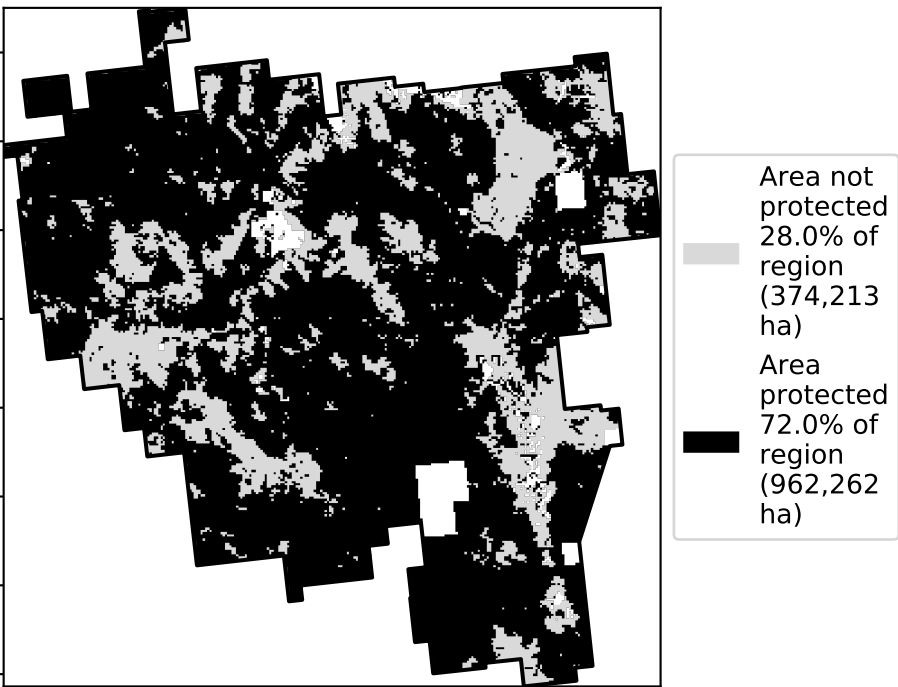 Area not
protected
28.0% of
region
(374,213
ha)
Area
protected
72.0% of
region
(962,262
ha)